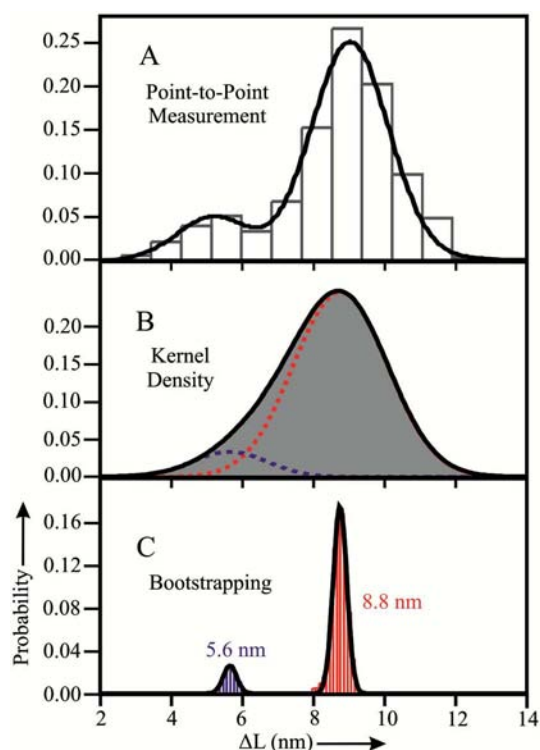 0.25
A
0.20
Point-to-Point
Measurement
0.15
0.10
0.05
0.00
B
0.20
Kernel
Density
0.15
0.10
0.05
0.00
0.16
C
0.12
Bootstrapping
0.08
8.8 nm
5.6 nm
0.04
0.00
Probability
2 4 6 8 10 12 14
ΔL (nm)